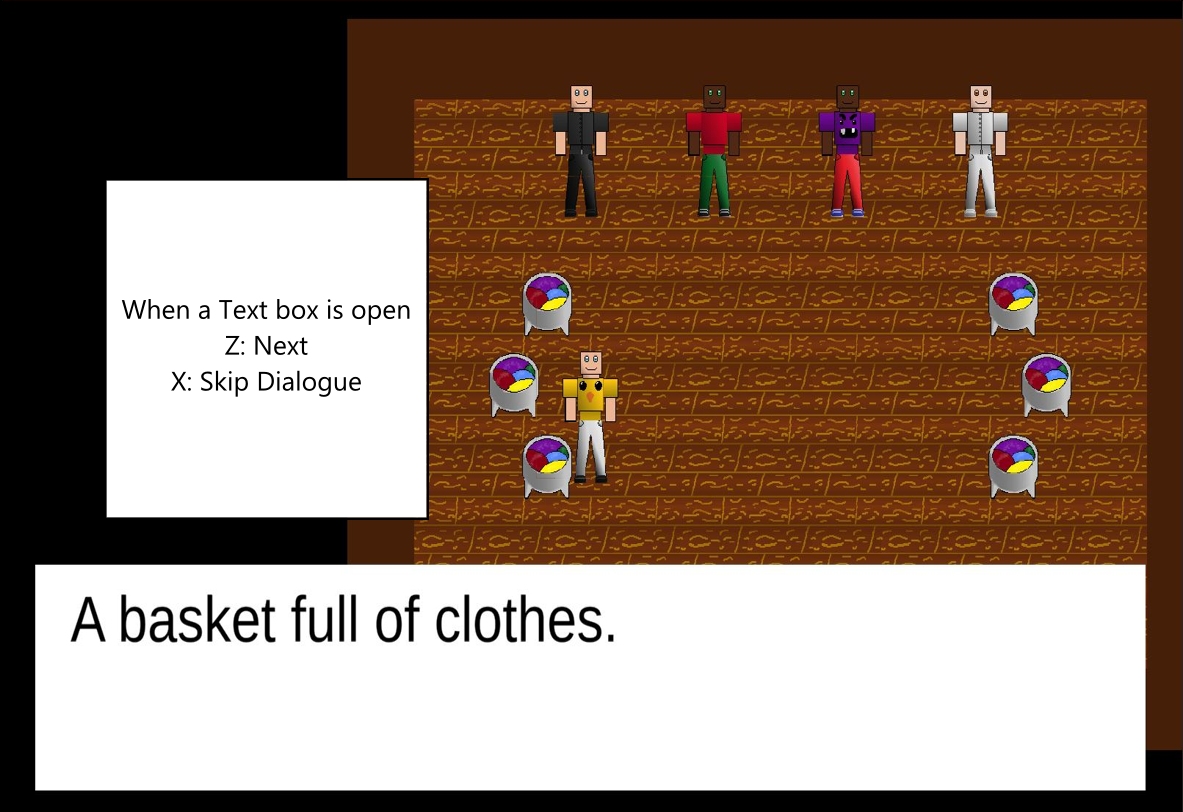 When a Text box is open
Z: Next
X: Skip Dialogue
A basket full of clothes.